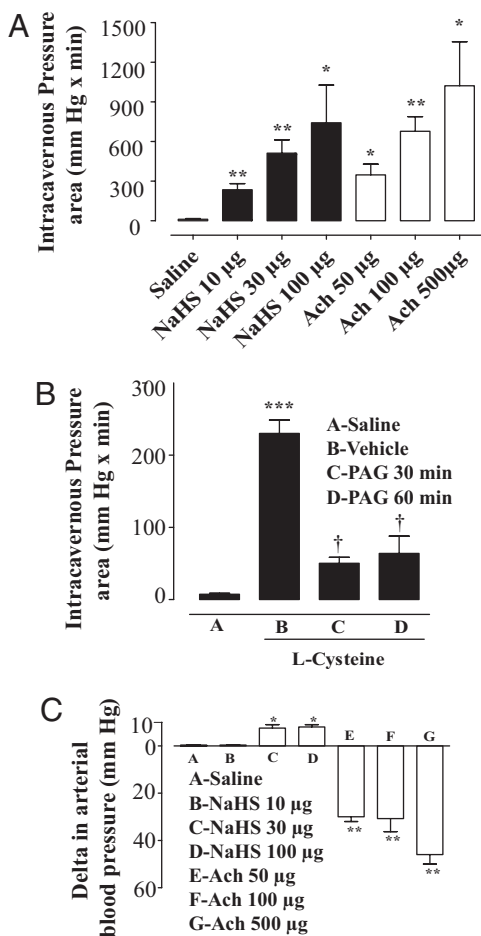 A
Intracavernous Pressure
area (mm Hg x min)
1500
1200
900
600
300
0
** ** * * ** *
Saline
NaHS 10 µg
NaHS 30 µg
NaHS 100 µg
Ach 50 µg
Ach 100 µg
Ach 500µg
B
Intracavernous Pressure
area (mm Hg x min)
300
200
100
0
***
†
†
A-Saline
B-Vehicle
C-PAG 30 min
D-PAG 60 min
A B C D
L-Cysteine
C
Delta in arterial
blood pressure (mm Hg)
10
0
30
60
* *
A B C D E F G
** ** **
A-Saline
B-NaHS 10 µg
C-NaHS 30 µg
D-NaHS 100 µg
E-Ach 50 µg
F-Ach 100 µg
G-Ach 500 µg